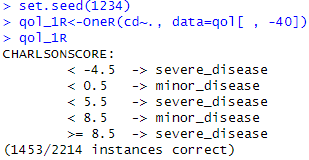 > set.seed(1234)
> qol_1R<-OneR(cd~., data=qol[ , -40])
> qol_1R
CHARLSONSCORE:
< -4.5 -> severe_disease
< 0.5 -> minor_disease
< 5.5 -> severe_disease
< 8.5 -> minor_disease
>= 8.5 -> severe_disease
(1453/2214 instances correct)